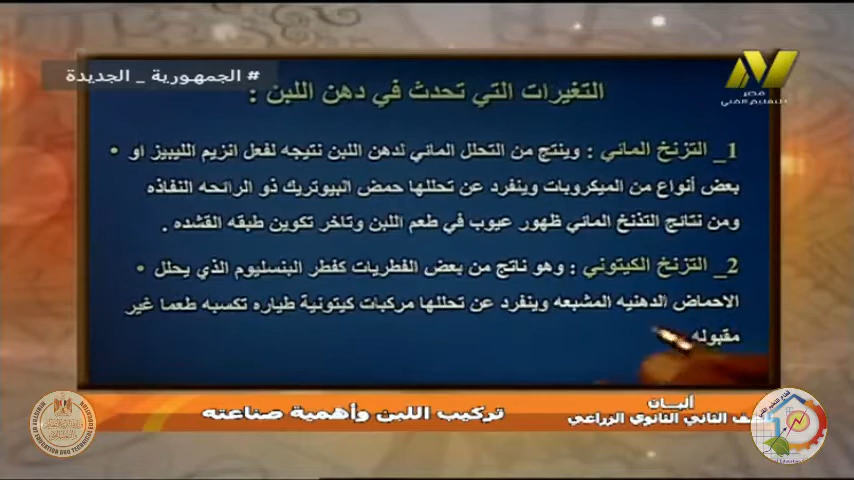 # الجمهورية _ الجديدة
مصر
التعليم الفني
التغيرات التي تحدث في دهن اللبن :
1_ التزنخ المائي : وينتج من التحلل المائي لدهن اللبن نتيجه لفعل انزيم الليبيز او •
بعض أنواع من الميكروبات وينفرد عن تحللها حمض البيوتريك ذو الرائحه النفاذه
ومن نتائج التذنخ المائي ظهور عيوب في طعم اللبن وتاخر تكوين طبقه القشده .
2_ التزنخ الكيتوني : وهو ناتج من بعض الفطريات كفطر البنسليوم الذي يحلل •
الاحماض الدهنيه المشبعه وينفرد عن تحللها مركبات كيتونية طياره تكسبه طعما غير
مقبوله
ألبان
الثاني الثانوي الزراعي
تركيب اللبن وأهمية صناعته